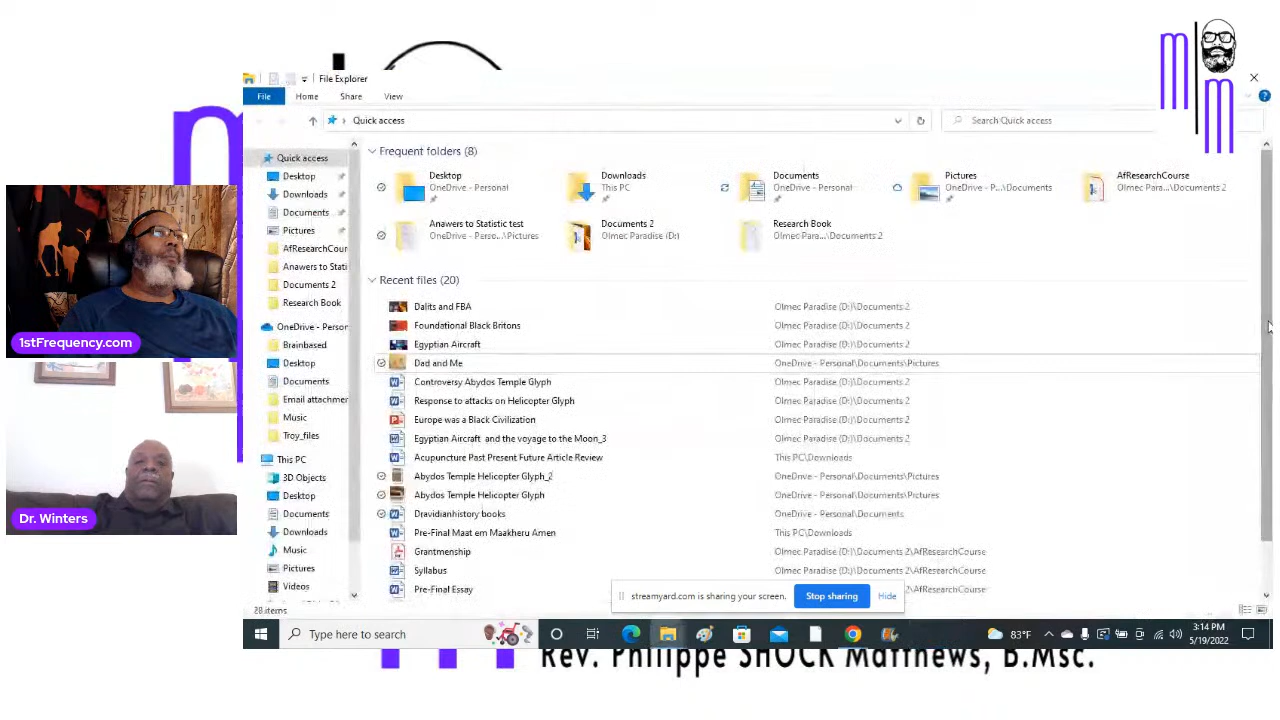 File Explorer
File Home Share View
Quick access
Search Quick access
1stFrequency.com
Dr. Winters
Quick access
Desktop
Downloads
Documents
Pictures
AfResearchCour
Anawers to Stati
Documents 2
Research Book
OneDrive - Person
Brainbased
Desktop
Documents
Email attachmer
Music
Troy_files
This PC
3D Objects
Desktop
Documents
Downloads
Music
Pictures
Videos
Frequent folders (8)
Desktop
OneDrive - Personal
Downloads
This PC
Documents
OneDrive - Personal
Pictures
OneDrive - P...\Documents
AfResearchCourse
Olmec Para...\Documents 2
Anawers to Statistic test
OneDrive - Perso...\Pictures
Documents 2
Olmec Paradise (D:)
Research Book
Olmec Para...\Documents 2
Recent files (20)
Dalits and FBA Olmec Paradise (D:)\Documents 2
Foundational Black Britons Olmec Paradise (D:)\Documents 2
Egyptian Aircraft Olmec Paradise (D:)\Documents 2
Dad and Me OneDrive - Personal\Documents\Pictures
Controversy Abydos Temple Glyph Olmec Paradise (D:)\Documents 2
Response to attacks on Helicopter Glyph Olmec Paradise (D:)\Documents 2
Europe was a Black Civilization Olmec Paradise (D:)\Documents 2
Egyptian Aircraft and the voyage to the Moon_3 Olmec Paradise (D:)\Documents 2
Acupuncture Past Present Future Article Review This PC\Downloads
Abydos Temple Helicopter Glyph_2 OneDrive - Personal\Documents\Pictures
Abydos Temple Helicopter Glyph OneDrive - Personal\Documents\Pictures
Dravidianhistory books OneDrive - Personal\Documents
Pre-Final Maat em Maakheru Amen This PC\Downloads
Grantmenship Olmec Paradise (D:)\Documents 2\AfResearchCourse
Syllabus Olmec Paradise (D:)\Documents 2\AfResearchCourse
Pre-Final Essay Olmec Paradise (D:)\Documents 2\AfResearchCourse
streamyard.com is sharing your screen. Stop sharing Hide
28 items
Type here to search
83°F
3:14 PM
5/19/2022
Rev. Philippe SHOCK Matthews, B.Msc.